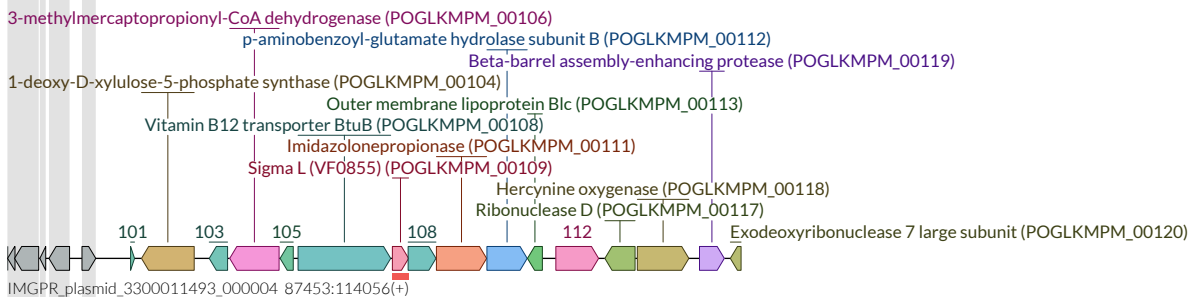 3-methylmercaptopropionyl-CoA dehydrogenase (POGLKMPM_00106)
p-aminobenzoyl-glutamate hydrolase subunit B (POGLKMPM_00112)
Beta-barrel assembly-enhancing protease (POGLKMPM_00119)
1-deoxy-D-xylulose-5-phosphate synthase (POGLKMPM_00104)
Outer membrane lipoprotein Blc (POGLKMPM_00113)
Vitamin B12 transporter BtuB (POGLKMPM_00108)
Imidazolonepropionase (POGLKMPM_00111)
Sigma L (VF0855) (POGLKMPM_00109)
Hercynine oxygenase (POGLKMPM_00118)
Ribonuclease D (POGLKMPM_00117)
101 103 105 108 112 Exodeoxyribonuclease 7 large subunit (POGLKMPM_00120)
IMGPR_plasmid_3300011493_000004 87453:114056(+)